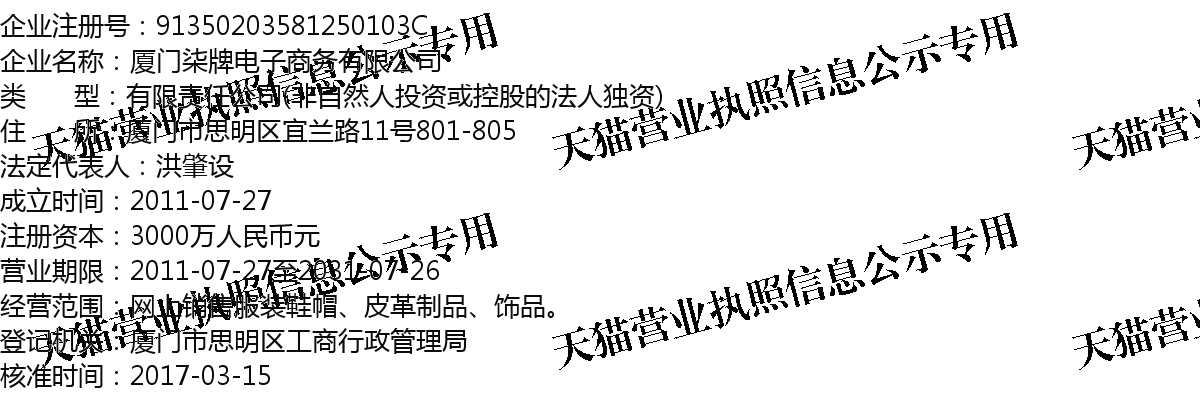 企业注册号：91350203581250103C
企业名称：厦门柒牌电子商务有限公司
类 型：有限责任公司(非自然人投资或控股的法人独资)
住 所：厦门市思明区宜兰路11号801-805
法定代表人：洪肇设
成立时间：2011-07-27
注册资本：3000万人民币元
营业期限：2011-07-27至2031-07-26
经营范围：网上销售服装鞋帽、皮革制品、饰品。
登记机关：厦门市思明区工商行政管理局
核准时间：2017-03-15
天猫营业执照信息公示专用
天猫营业执照信息公示专用
天猫营业
天猫营业执照信息公示专用
天猫营业执照信息公示专用
天猫营业